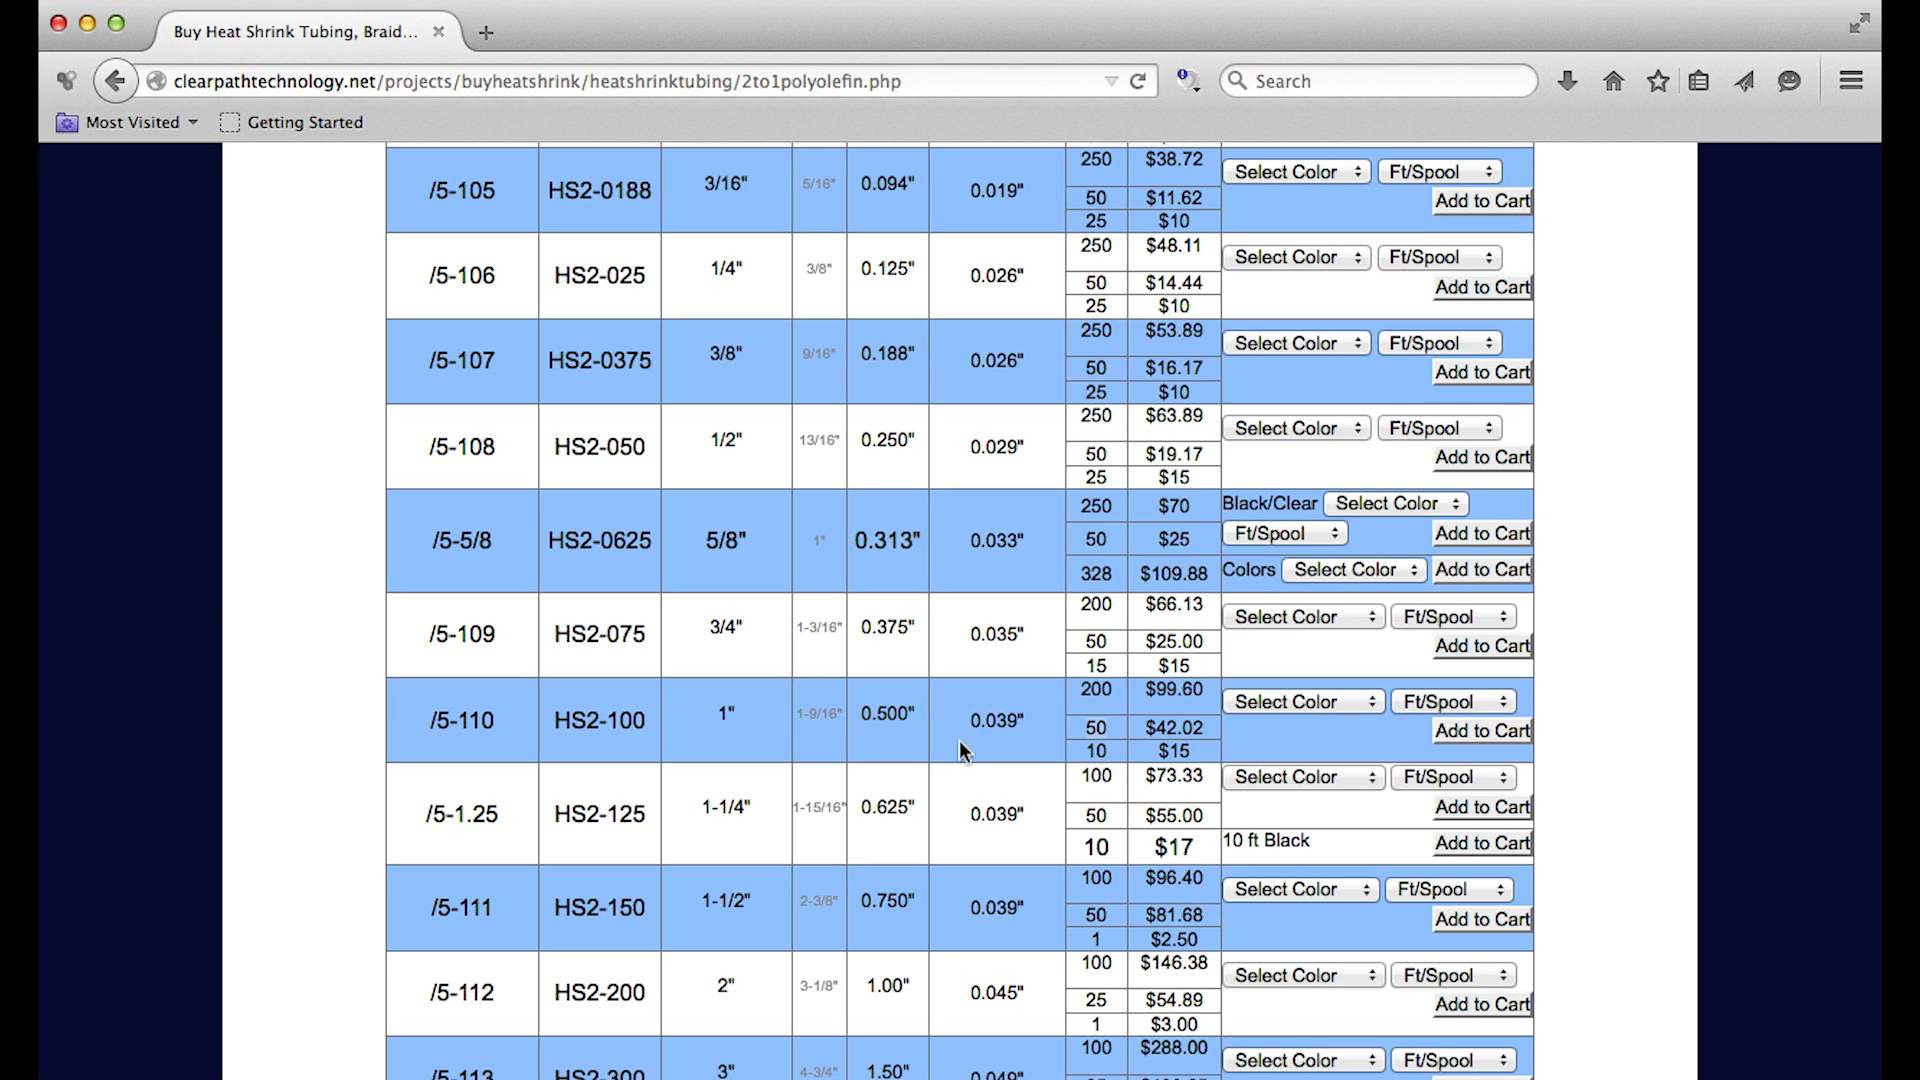 Buy Heat Shrink Tubing, Braid...
clearpathtechnology.net/projects/buyheatshrink/heatshrinktubing/2to1polyolefin.php
Search
Most Visited
Getting Started
/5-105 HS2-0188 3/16" 5/16" 0.094" 0.019" 250 $38.72 Select Color Ft/Spool
50 $11.62 Add to Cart
25 $10
/5-106 HS2-025 1/4" 3/8" 0.125" 0.026" 250 $48.11 Select Color Ft/Spool
50 $14.44 Add to Cart
25 $10
/5-107 HS2-0375 3/8" 9/16" 0.188" 0.026" 250 $53.89 Select Color Ft/Spool
50 $16.17 Add to Cart
25 $10
/5-108 HS2-050 1/2" 13/16" 0.250" 0.029" 250 $63.89 Select Color Ft/Spool
50 $19.17 Add to Cart
25 $15
/5-5/8 HS2-0625 5/8" 1" 0.313" 0.033" 250 $70 Black/Clear Select Color
50 $25 Ft/Spool Add to Cart
328 $109.88 Colors Select Color Add to Cart
/5-109 HS2-075 3/4" 1-3/16" 0.375" 0.035" 200 $66.13 Select Color Ft/Spool
50 $25.00 Add to Cart
15 $15
/5-110 HS2-100 1" 1-9/16" 0.500" 0.039" 200 $99.60 Select Color Ft/Spool
50 $42.02 Add to Cart
10 $15
/5-1.25 HS2-125 1-1/4" 1-15/16" 0.625" 0.039" 100 $73.33 Select Color Ft/Spool
50 $55.00 Add to Cart
10 $17 10 ft Black Add to Cart
/5-111 HS2-150 1-1/2" 2-3/8" 0.750" 0.039" 100 $96.40 Select Color Ft/Spool
50 $81.68 Add to Cart
1 $2.50
/5-112 HS2-200 2" 3-1/8" 1.00" 0.045" 100 $146.38 Select Color Ft/Spool
25 $54.89 Add to Cart
1 $3.00
/5-113 HS2-300 3" 4-3/4" 1.50" 0.049" 100 $288.00 Select Color Ft/Spool